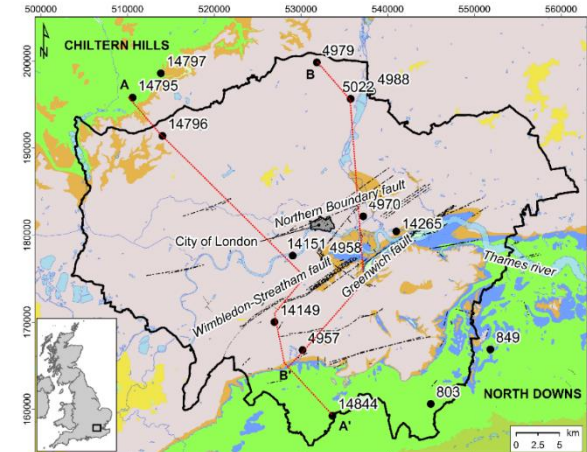 500000 510000 520000 530000 540000 550000 560000
200000
190000
180000
170000
160000
N
CHILTERN HILLS
A
14797
14795
14796
B
4979
5022
4988
4970
14265
Northern Boundary fault
City of London
14151
4958
Wimbledon-Streatham fault
Greenwich fault
Thames river
14149
4957
B'
849
803
14844
A'
NORTH DOWNS
0 5 km